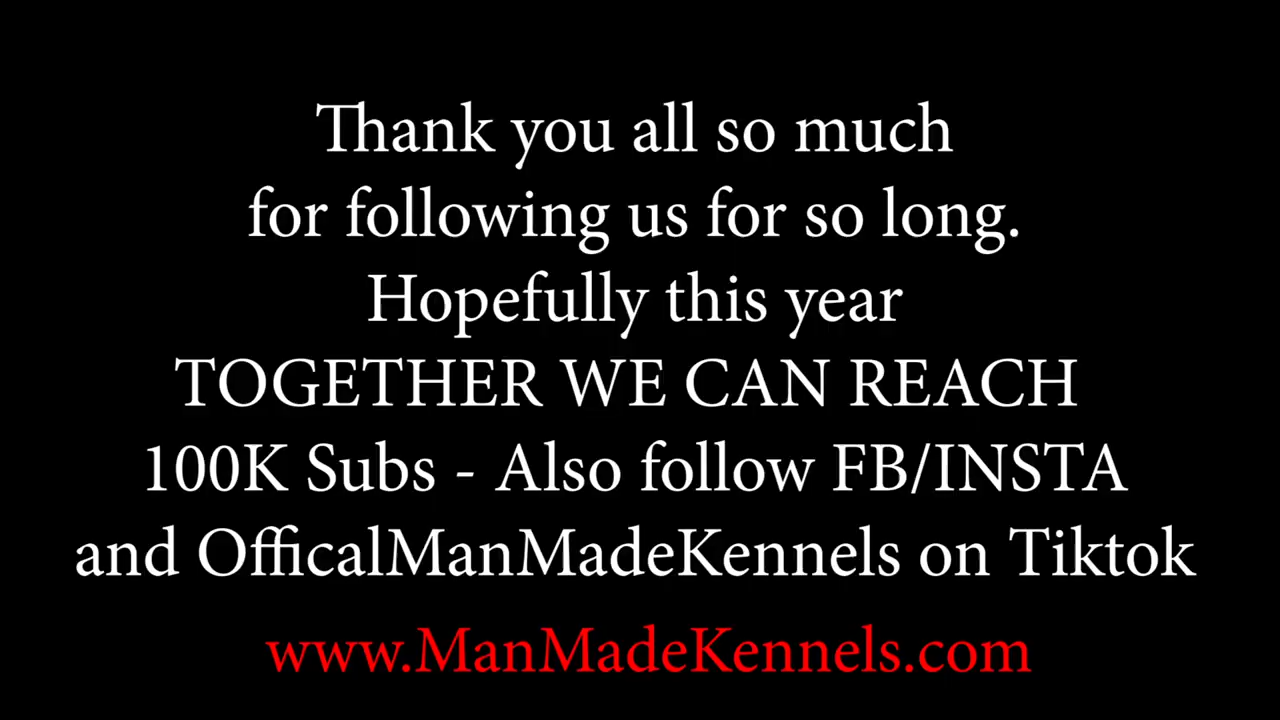 Thank you all so much
for following us for so long.
Hopefully this year
TOGETHER WE CAN REACH
100K Subs - Also follow FB/INSTA
and OfficalManMadeKennels on Tiktok
www.ManMadeKennels.com